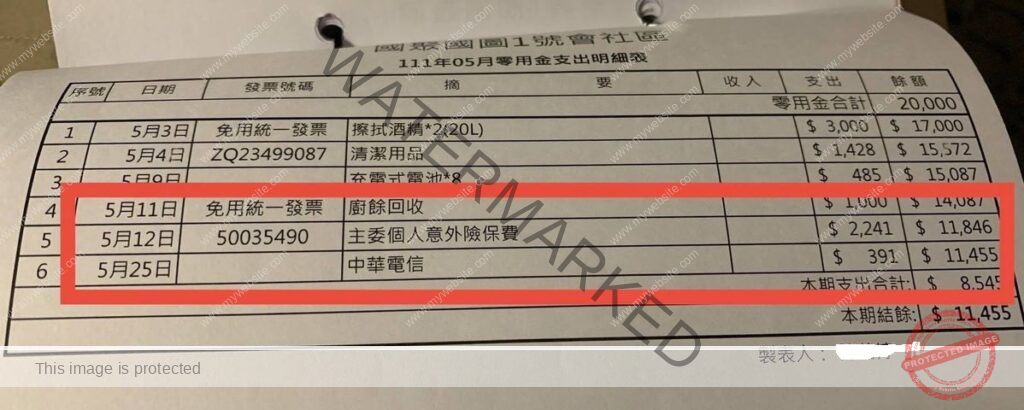 國聚國圖1號會社區
111年05月零用金支出明細表
序號 日期 發票號碼 摘 要 收入 支出 餘額
零用金合計 20,000
1 5月3日 免用統一發票 擦拭酒精*2(20L) $ 3,000 $ 17,000
2 5月4日 ZQ23499087 清潔用品 $ 1,428 $ 15,572
3 5月9日 充電式電池*8 $ 485 $ 15,087
4 5月11日 免用統一發票 廚餘回收 $ 1,000 $ 14,087
5 5月12日 50035490 主委個人意外險保費 $ 2,241 $ 11,846
6 5月25日 中華電信 $ 391 $ 11,455
本期支出合計: $ 8,545
本期結餘: $ 11,455
製表人：
WATERMARKED
www.mywebsite.com
PROTECTED IMAGE
This image is protected